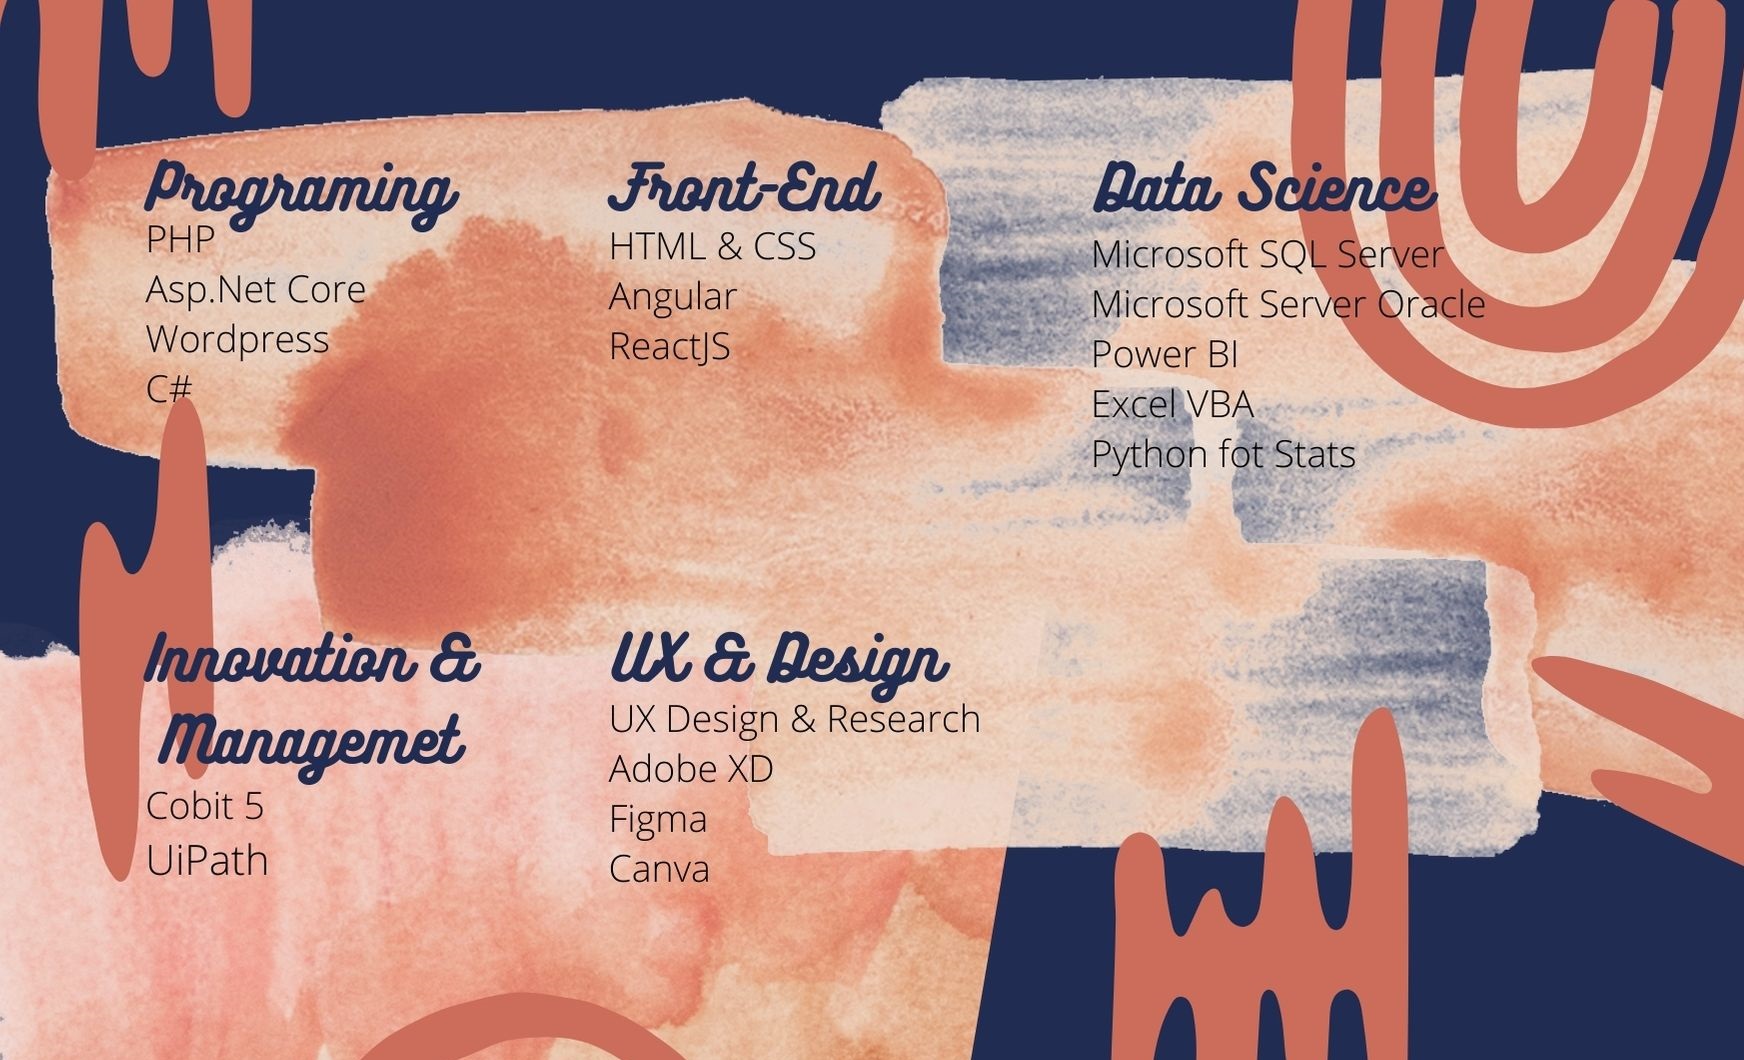 Programing
PHP
Asp.Net Core
Wordpress
C#
Front-End
HTML & CSS
Angular
ReactJS
Data Science
Microsoft SQL Server
Microsoft Server Oracle
Power BI
Excel VBA
Python fot Stats
Innovation &
Managemet
Cobit 5
UiPath
UX & Design
UX Design & Research
Adobe XD
Figma
Canva